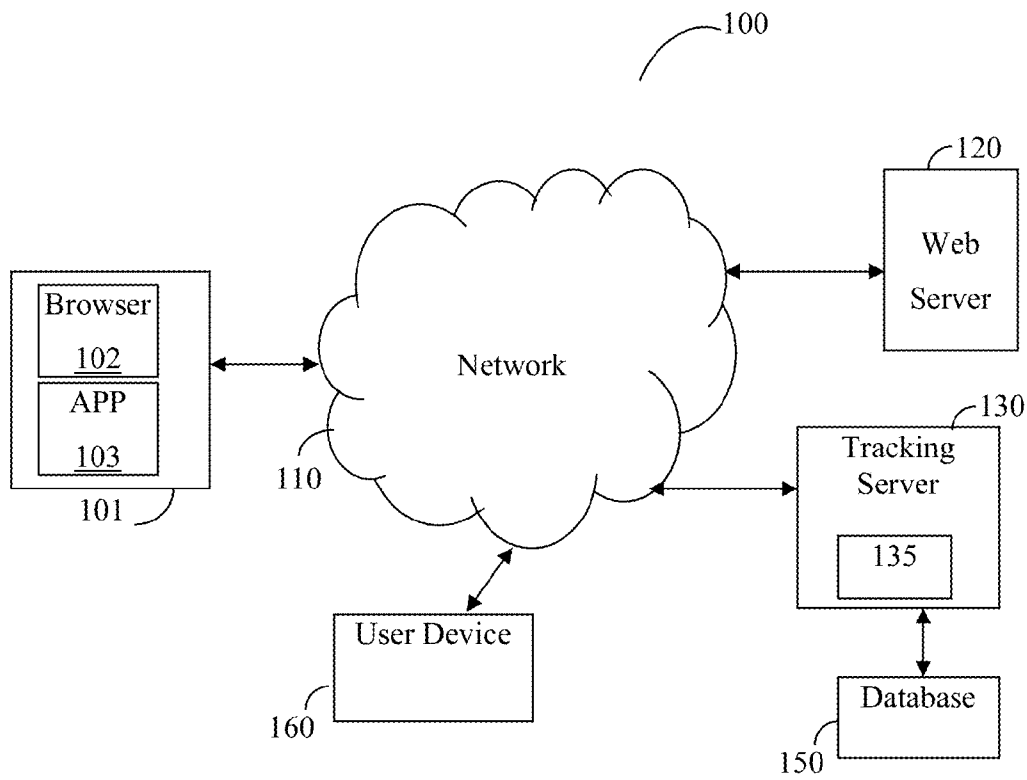 100
120
Web
Server
Browser
102
APP
103
101
Network
110
130
Tracking
Server
135
User Device
160
Database
150